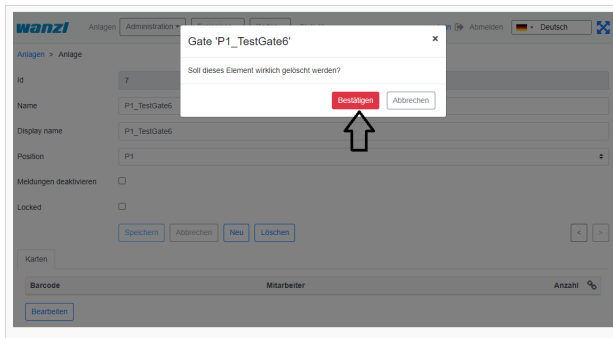 wanzl Anlagen Administration Abmelden Deutsch
Gate 'P1_TestGate6' ×
Anlagen > Anlage
Soll dieses Element wirklich gelöscht werden?
Id 7
Bestätigen Abbrechen
Name P1_TestGate6
Display name P1_TestGate6
Position P1
Meldungen deaktivieren
Locked
Speichern Abbrechen Neu Löschen < >
Karten
Barcode Mitarbeiter Anzahl
Bearbeiten